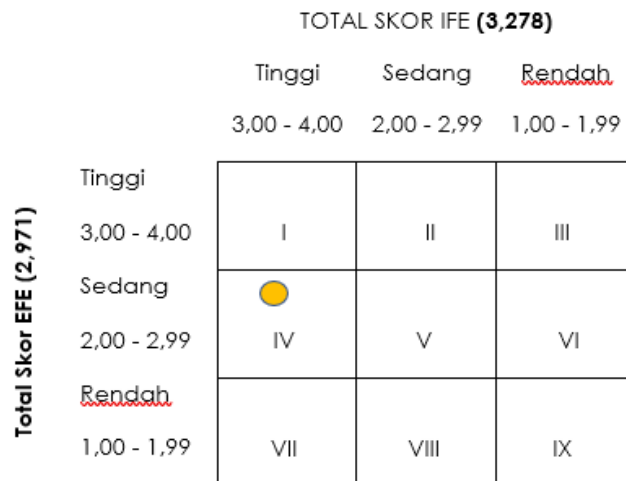 TOTAL SKOR IFE (3,278)
Tinggi Sedang Rendah
3,00 - 4,00 2,00 - 2,99 1,00 - 1,99
Total Skor EFE (2,971)
Tinggi
3,00 - 4,00 I II III
Sedang
2,00 - 2,99 IV V VI
Rendah
1,00 - 1,99 VII VIII IX